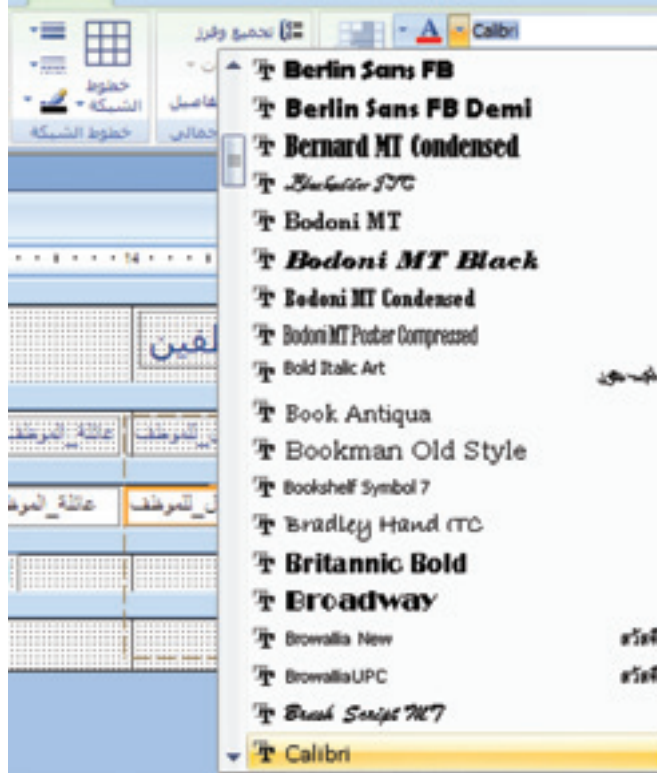 تجميع وفرز
Calibri
خطوط
الشبكة
خطوط الشبكة
Berlin Sans FB
Berlin Sans FB Demi
Bernard MT Condensed
Blackadder ITC
Bodoni MT
Bodoni MT Black
Bodoni MT Condensed
Bodoni MT Poster Compressed
Bold Italic Art
Book Antiqua
Bookman Old Style
Bookshelf Symbol 7
Bradley Hand ITC
Britannic Bold
Broadway
Browallia New
BrowalliaUPC
Brush Script MT
Calibri
14
عائلة_الموظف